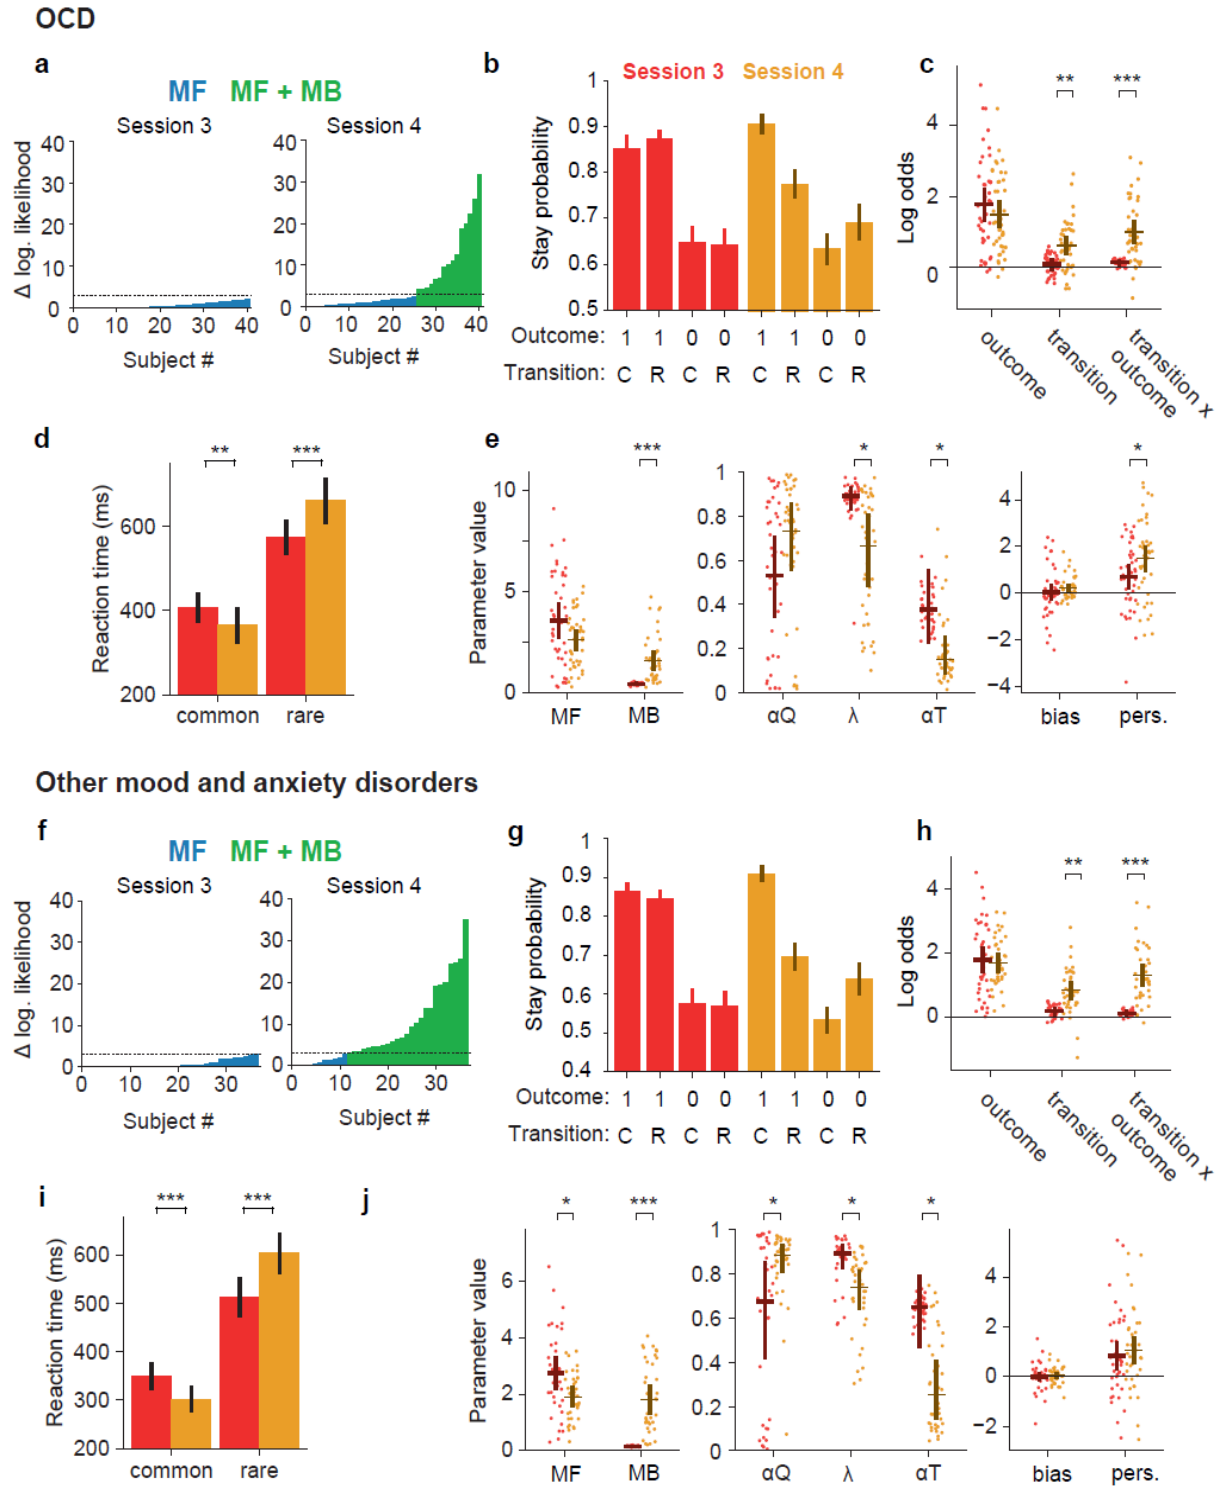 OCD
a
MF MF + MB
Session 3 Session 4
Δ log. likelihood
40 30 20 10 0
0 10 20 30 40
Subject #
40 30 20 10 0
0 10 20 30 40
Subject #
b
Session 3 Session 4
Stay probability
1 0.9 0.8 0.7 0.6 0.5
Outcome: 1 1 0 0 1 1 0 0
Transition: C R C R C R C R
c
** ***
Log odds
4 2 0
outcome
transition
transition x
outcome
d
** ***
Reaction time (ms)
600 400 200
common rare
e
*** * * *
Parameter value
10 5 0
MF MB
1 0.8 0.6 0.4 0.2 0
αQ λ αT
4 2 0 −2 −4
bias pers.
Other mood and anxiety disorders
f
MF MF + MB
Session 3 Session 4
Δ log. likelihood
40 30 20 10 0
0 10 20 30
Subject #
40 30 20 10 0
0 10 20 30
Subject #
g
Stay probability
1 0.9 0.8 0.7 0.6 0.5 0.4
Outcome: 1 1 0 0 1 1 0 0
Transition: C R C R C R C R
h
** ***
Log odds
4 2 0
outcome
transition
transition x
outcome
i
*** ***
Reaction time (ms)
600 500 400 300 200
common rare
j
* *** * * *
Parameter value
6 4 2 0
MF MB
1 0.8 0.6 0.4 0.2 0
αQ λ αT
4 2 0 −2
bias pers.